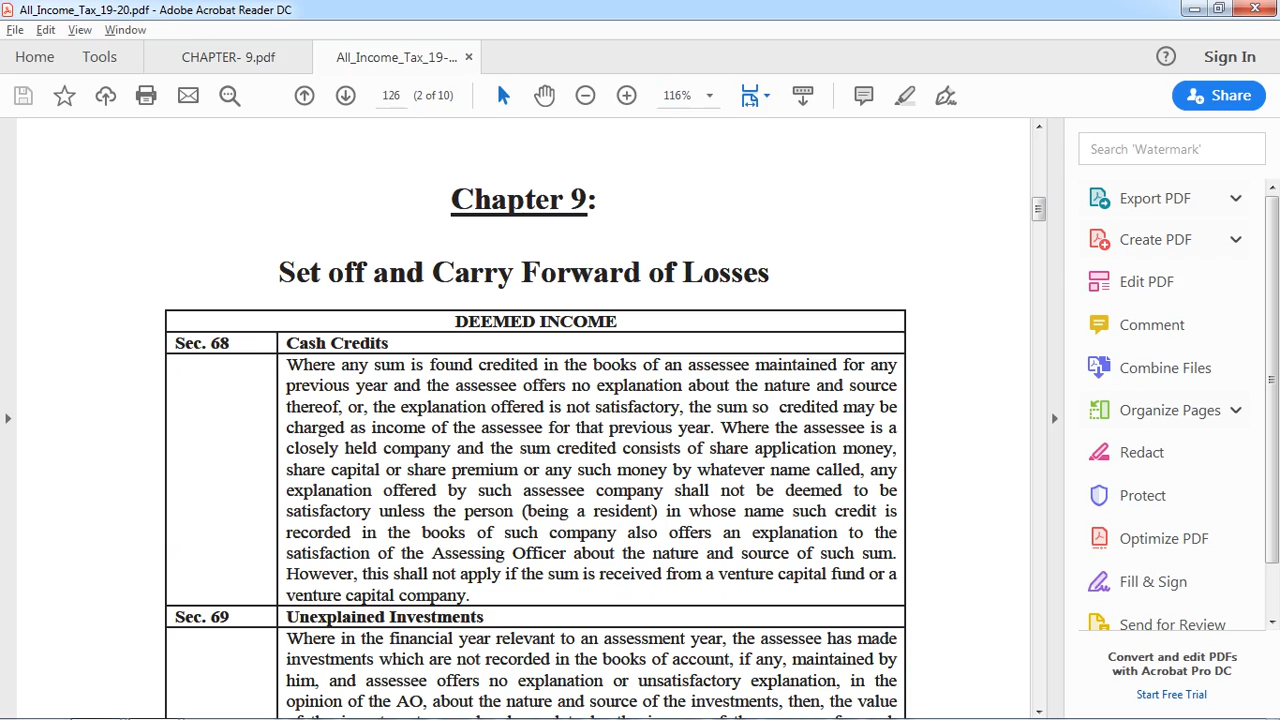 All_Income_Tax_19-20.pdf - Adobe Acrobat Reader DC
File Edit View Window
Home Tools CHAPTER- 9.pdf All_Income_Tax_19-... ×
Sign In
126 (2 of 10) 116% Share
Chapter 9:
Set off and Carry Forward of Losses
DEEMED INCOME
Sec. 68 Cash Credits
Where any sum is found credited in the books of an assessee maintained for any
previous year and the assessee offers no explanation about the nature and source
thereof, or, the explanation offered is not satisfactory, the sum so credited may be
charged as income of the assessee for that previous year. Where the assessee is a
closely held company and the sum credited consists of share application money,
share capital or share premium or any such money by whatever name called, any
explanation offered by such assessee company shall not be deemed to be
satisfactory unless the person (being a resident) in whose name such credit is
recorded in the books of such company also offers an explanation to the
satisfaction of the Assessing Officer about the nature and source of such sum.
However, this shall not apply if the sum is received from a venture capital fund or a
venture capital company.
Sec. 69 Unexplained Investments
Where in the financial year relevant to an assessment year, the assessee has made
investments which are not recorded in the books of account, if any, maintained by
him, and assessee offers no explanation or unsatisfactory explanation, in the
opinion of the AO, about the nature and source of the investments, then, the value
Search 'Watermark'
Export PDF
Create PDF
Edit PDF
Comment
Combine Files
Organize Pages
Redact
Protect
Optimize PDF
Fill & Sign
Send for Review
Convert and edit PDFs
with Acrobat Pro DC
Start Free Trial